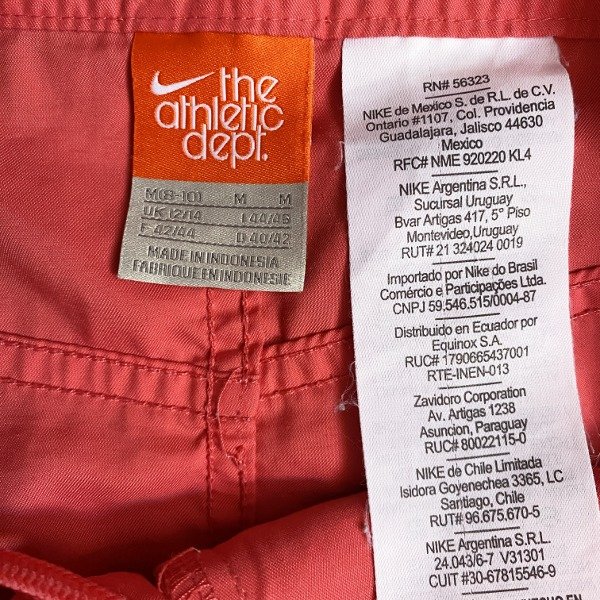 the
athletic
dept.
M(8-10) M M
UK 12/14 I 44/46
F 42/44 D 40/42
MADE IN INDONESIA
FABRIQUE EN INDONESIE
RN# 56323
NIKE de Mexico S. de R.L. de C.V.
Ontario #1107, Col. Providencia
Guadalajara, Jalisco 44630
Mexico
RFC# NME 920220 KL4
NIKE Argentina S.R.L.,
Sucursal Uruguay
Bvar Artigas 417, 5° Piso
Montevideo,Uruguay
RUT# 21 324024 0019
Importado por Nike do Brasil
Comércio e Participações Ltda.
CNPJ 59.546.515/0004-87
Distribuido en Ecuador por
Equinox S.A.
RUC# 1790665437001
RTE-INEN-013
Zavidoro Corporation
Av. Artigas 1238
Asuncion, Paraguay
RUC# 80022115-0
NIKE de Chile Limitada
Isidora Goyenechea 3365, LC
Santiago, Chile
RUT# 96.675.670-5
NIKE Argentina S.R.L.
24.043/6-7 V31301
CUIT #30-67815546-9